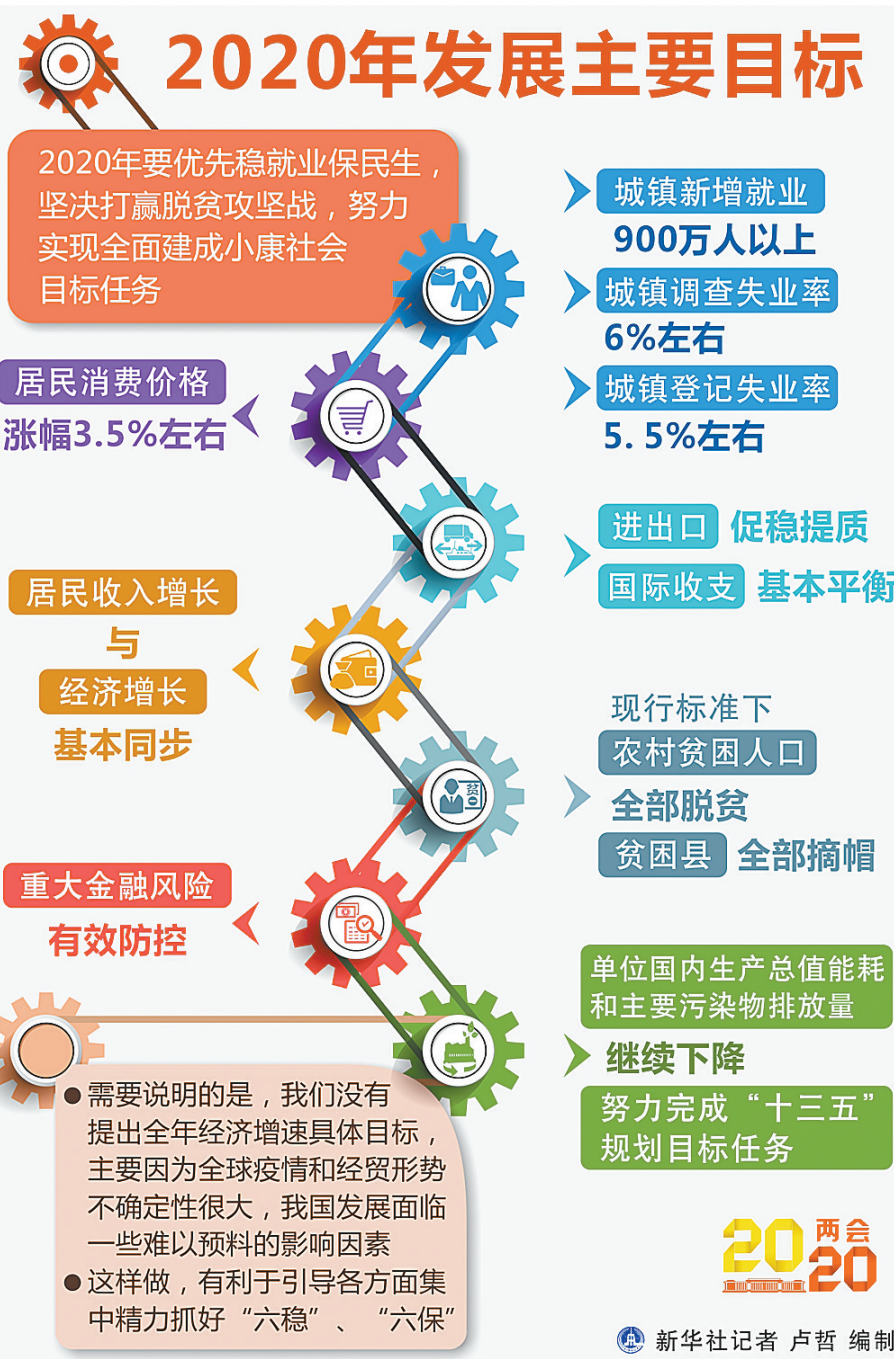 2020年发展主要目标
2020年要优先稳就业保民生，
坚决打赢脱贫攻坚战，努力
实现全面建成小康社会
目标任务
城镇新增就业
900万人以上
城镇调查失业率
6%左右
城镇登记失业率
5.5%左右
居民消费价格
涨幅3.5%左右
进出口 促稳提质
国际收支 基本平衡
居民收入增长
与
经济增长
基本同步
现行标准下
农村贫困人口
全部脱贫
贫困县 全部摘帽
贫
重大金融风险
有效防控
单位国内生产总值能耗
和主要污染物排放量
继续下降
努力完成“十三五”
规划目标任务
●需要说明的是，我们没有
提出全年经济增速具体目标，
主要因为全球疫情和经贸形势
不确定性很大，我国发展面临
一些难以预料的影响因素
●这样做，有利于引导各方面集
中精力抓好“六稳”、“六保”
20 两会
20
新华社记者 卢哲 编制